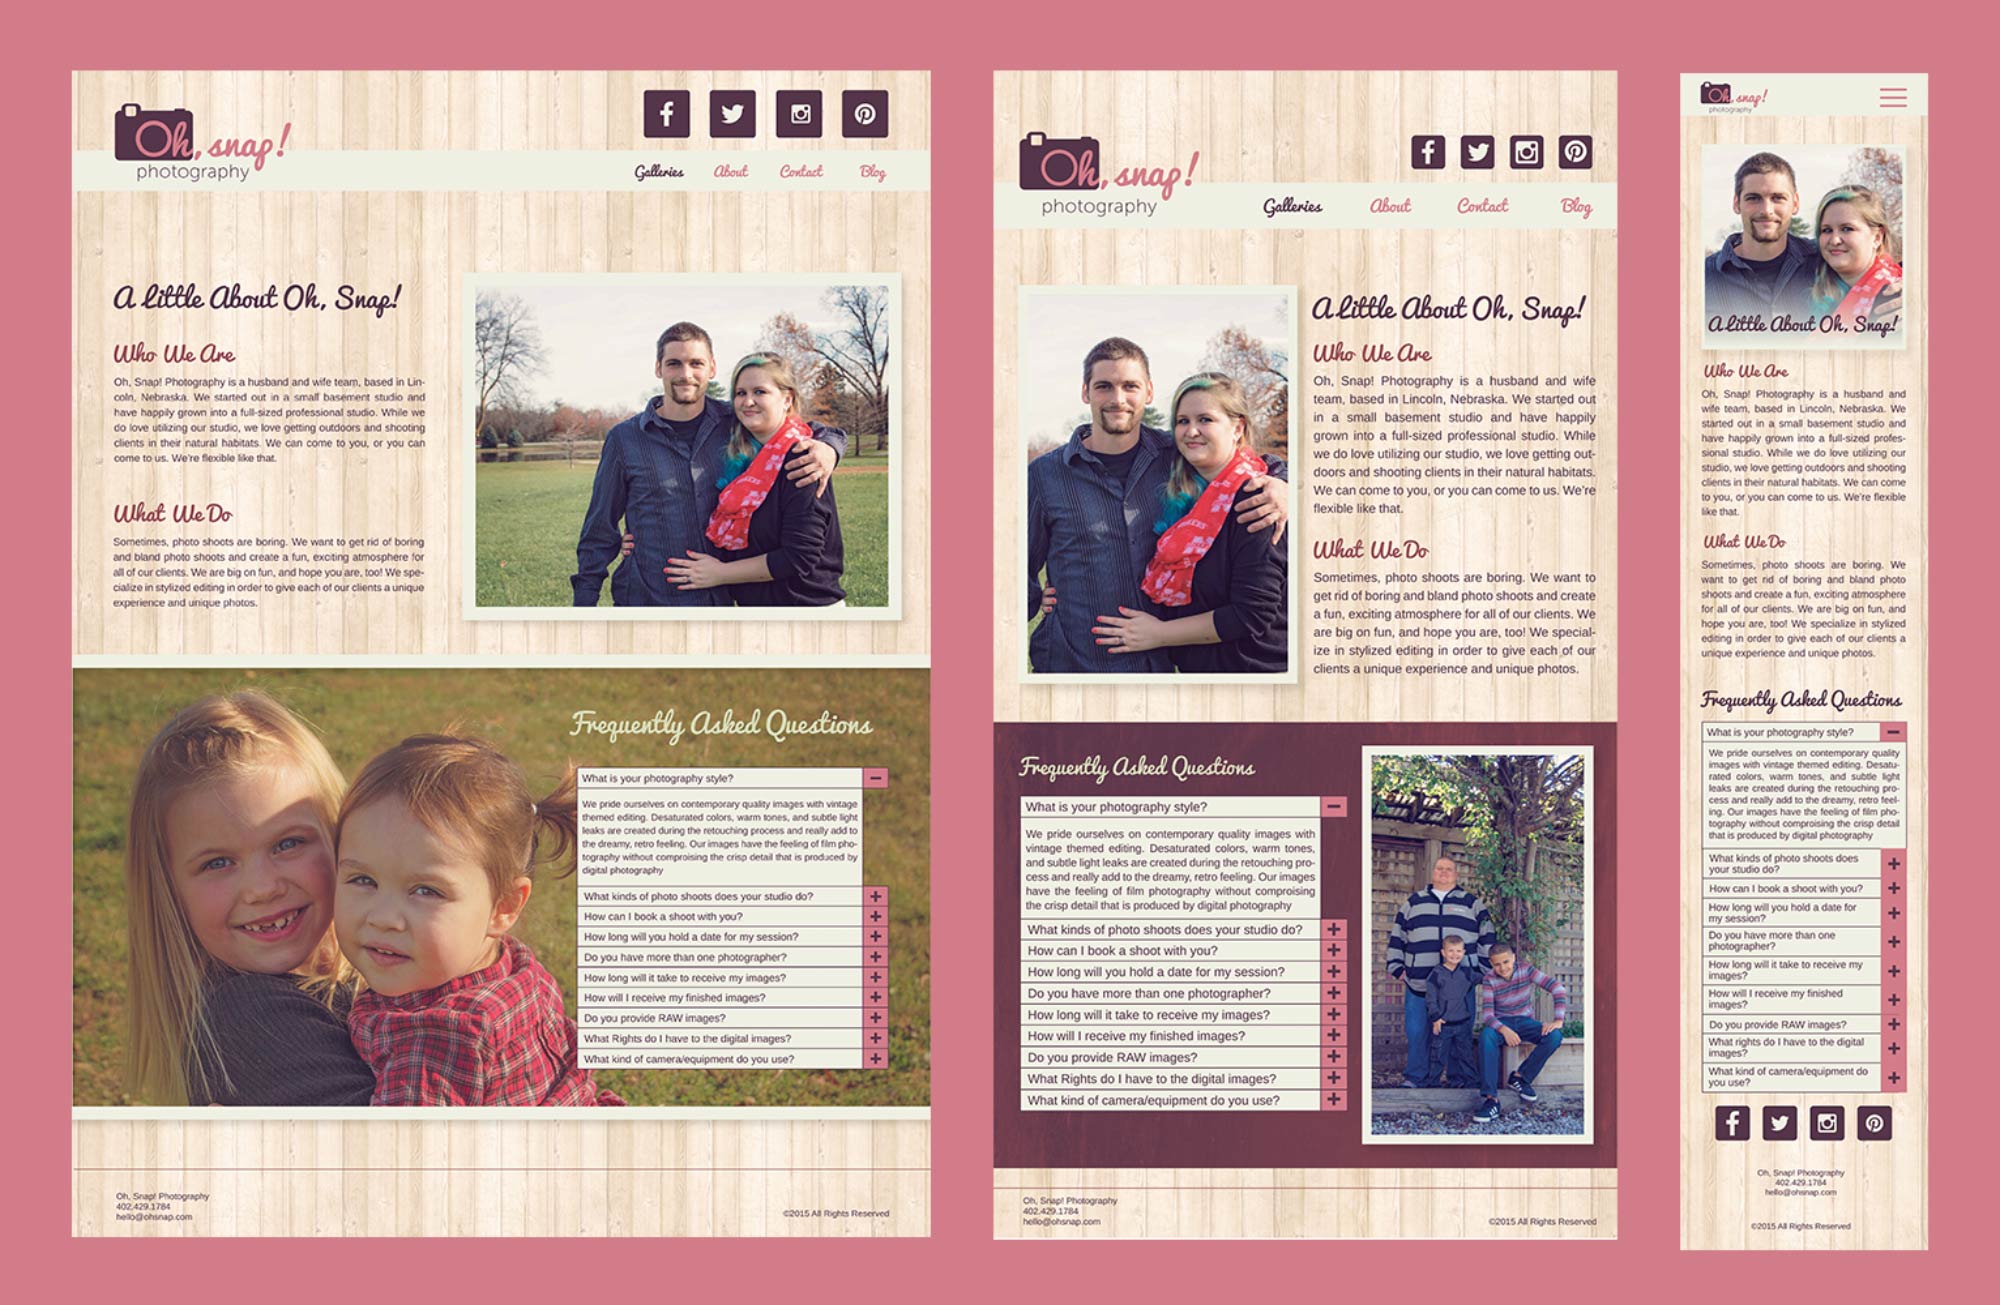 Oh, snap!
photography
Galleries About Contact Blog
A Little About Oh, Snap!
Who We Are
Oh, Snap! Photography is a husband and wife team, based in Lin-
coln, Nebraska. We started out in a small basement studio and
have happily grown into a full-sized professional studio. While we
do love utilizing our studio, we love getting outdoors and shooting
clients in their natural habitats. We can come to you, or you can
come to us. We're flexible like that.
What We Do
Sometimes, photo shoots are boring. We want to get rid of boring
and bland photo shoots and create a fun, exciting atmosphere for
all of our clients. We are big on fun, and hope you are, too! We spe-
cialize in stylized editing in order to give each of our clients a unique
experience and unique photos.
Frequently Asked Questions
What is your photography style?
We pride ourselves on contemporary quality images with vintage
themed editing. Desaturated colors, warm tones, and subtle light
leaks are created during the retouching process and really add to
the dreamy, retro feeling. Our images have the feeling of film pho-
tography without comproising the crisp detail that is produced by
digital photography
What kinds of photo shoots does your studio do?
How can I book a shoot with you?
How long will you hold a date for my session?
Do you have more than one photographer?
How long will it take to receive my images?
How will I receive my finished images?
Do you provide RAW images?
What Rights do I have to the digital images?
What kind of camera/equipment do you use?
Oh, Snap! Photography
402.429.1784
hello@ohsnap.com
©2015 All Rights Reserved
Oh, snap!
photography
Galleries About Contact Blog
A Little About Oh, Snap!
Who We Are
Oh, Snap! Photography is a husband and wife
team, based in Lincoln, Nebraska. We started out
in a small basement studio and have happily
grown into a full-sized professional studio. While
we do love utilizing our studio, we love getting out-
doors and shooting clients in their natural habitats.
We can come to you, or you can come to us. We're
flexible like that.
What We Do
Sometimes, photo shoots are boring. We want to
get rid of boring and bland photo shoots and create
a fun, exciting atmosphere for all of our clients. We
are big on fun, and hope you are, too! We special-
ize in stylized editing in order to give each of our
clients a unique experience and unique photos.
Frequently Asked Questions
What is your photography style?
We pride ourselves on contemporary quality images with
vintage themed editing. Desaturated colors, warm tones,
and subtle light leaks are created during the retouching pro-
cess and really add to the dreamy, retro feeling. Our images
have the feeling of film photography without comproising
the crisp detail that is produced by digital photography
What kinds of photo shoots does your studio do?
How can I book a shoot with you?
How long will you hold a date for my session?
Do you have more than one photographer?
How long will it take to receive my images?
How will I receive my finished images?
Do you provide RAW images?
What Rights do I have to the digital images?
What kind of camera/equipment do you use?
Oh, Snap! Photography
402.429.1784
hello@ohsnap.com
©2015 All Rights Reserved
Oh, snap!
photography
A Little About Oh, Snap!
Who We Are
Oh, Snap! Photography is a husband and
wife team, based in Lincoln, Nebraska. We
started out in a small basement studio and
have happily grown into a full-sized profes-
sional studio. While we do love utilizing our
studio, we love getting outdoors and shooting
clients in their natural habitats. We can come
to you, or you can come to us. We're flexible
like that.
What We Do
Sometimes, photo shoots are boring. We
want to get rid of boring and bland photo
shoots and create a fun, exciting atmosphere
for all of our clients. We are big on fun, and
hope you are, too! We specialize in stylized
editing in order to give each of our clients a
unique experience and unique photos.
Frequently Asked Questions
What is your photography style?
We pride ourselves on contemporary quality
images with vintage themed editing. Desatu-
rated colors, warm tones, and subtle light
leaks are created during the retouching pro-
cess and really add to the dreamy, retro feel-
ing. Our images have the feeling of film pho-
tography without comproising the crisp detail
that is produced by digital photography
What kinds of photo shoots does
your studio do?
How can I book a shoot with you?
How long will you hold a date for
my session?
Do you have more than one
photographer?
How long will it take to receive my
images?
How will I receive my finished
images?
Do you provide RAW images?
What rights do I have to the digital
images?
What kind of camera/equipment do
you use?
Oh, Snap! Photography
402.429.1784
hello@ohsnap.com
©2015 All Rights Reserved